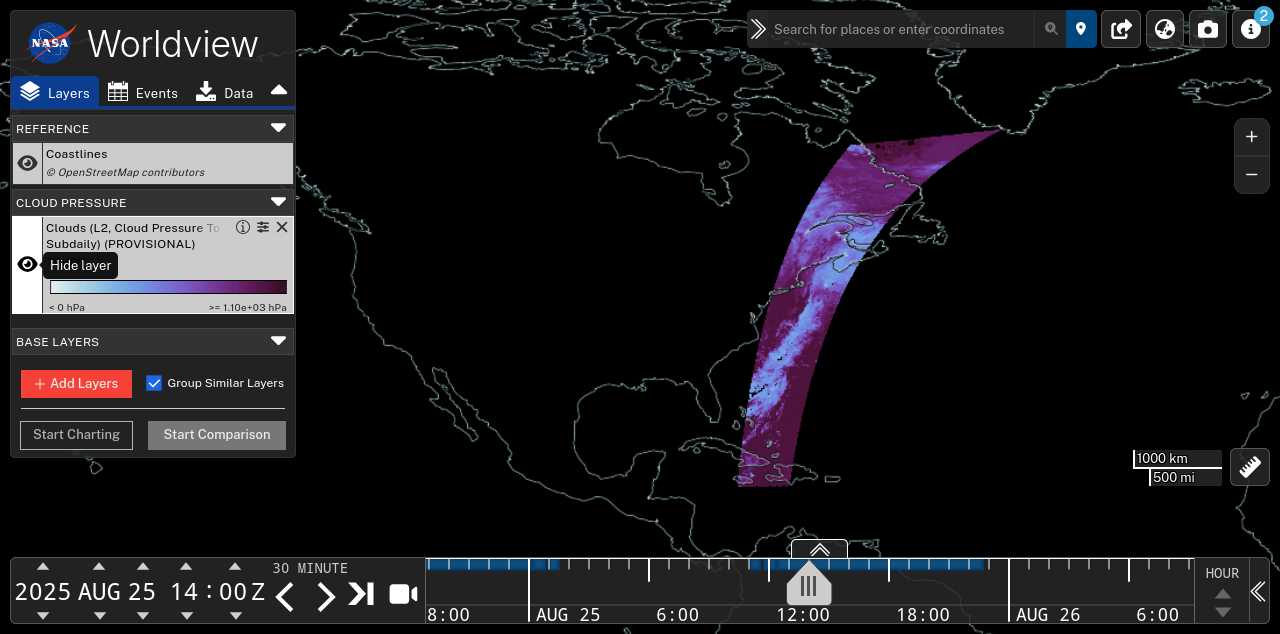 NASA
Worldview
Layers
Events
Data
REFERENCE
Coastlines
© OpenStreetMap contributors
CLOUD PRESSURE
Clouds (L2, Cloud Pressure To
Subdaily) (PROVISIONAL)
Hide layer
< 0 hPa
>= 1.10e+03 hPa
BASE LAYERS
+ Add Layers
Group Similar Layers
Start Charting
Start Comparison
Search for places or enter coordinates
2
+
−
1000 km
500 mi
2025 AUG 25 14:00 Z
30 MINUTE
8:00
AUG 25
6:00
12:00
18:00
AUG 26
6:00
HOUR